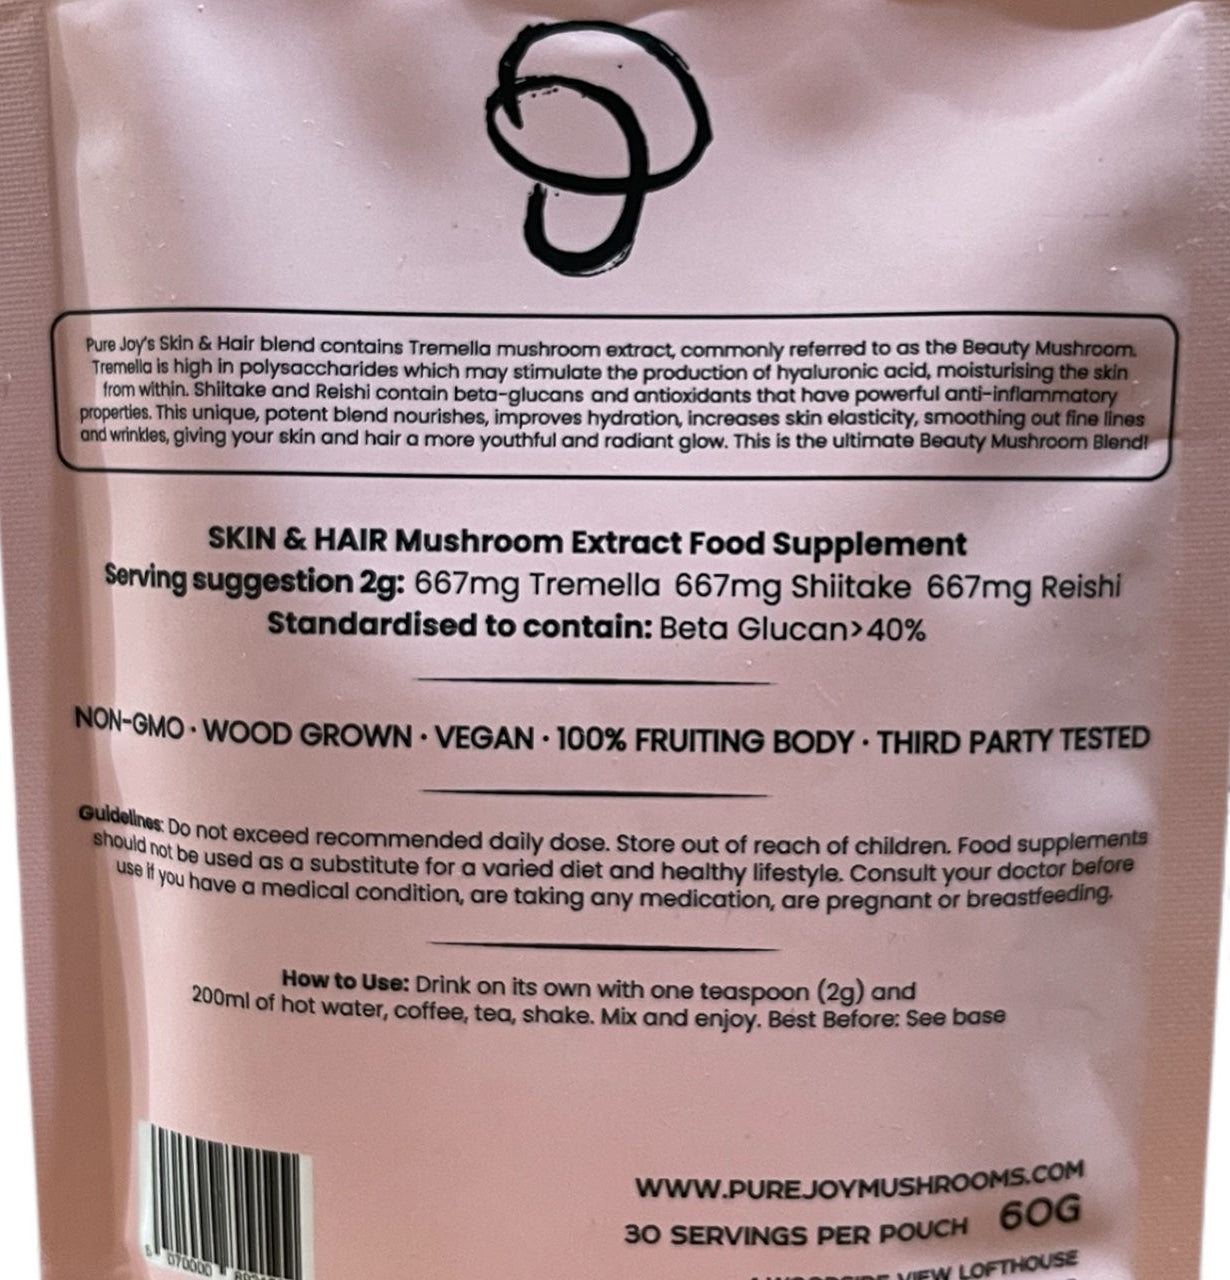 Pure Joy's Skin & Hair blend contains Tremella mushroom extract, commonly referred to as the Beauty Mushroom.
Tremella is high in polysaccharides which may stimulate the production of hyaluronic acid, moisturising the skin
from within. Shiitake and Reishi contain beta-glucans and antioxidants that have powerful anti-inflammatory
properties. This unique, potent blend nourishes, improves hydration, increases skin elasticity, smoothing out fine lines
and wrinkles, giving your skin and hair a more youthful and radiant glow. This is the ultimate Beauty Mushroom Blend!
SKIN & HAIR Mushroom Extract Food Supplement
Serving suggestion 2g: 667mg Tremella 667mg Shiitake 667mg Reishi
Standardised to contain: Beta Glucan>40%
NON-GMO · WOOD GROWN · VEGAN · 100% FRUITING BODY · THIRD PARTY TESTED
Guidelines: Do not exceed recommended daily dose. Store out of reach of children. Food supplements
should not be used as a substitute for a varied diet and healthy lifestyle. Consult your doctor before
use if you have a medical condition, are taking any medication, are pregnant or breastfeeding.
How to Use: Drink on its own with one teaspoon (2g) and
200ml of hot water, coffee, tea, shake. Mix and enjoy. Best Before: See base
WWW.PUREJOYMUSHROOMS.COM
30 SERVINGS PER POUCH 60G
VIEW LOFTHOUSE
070000